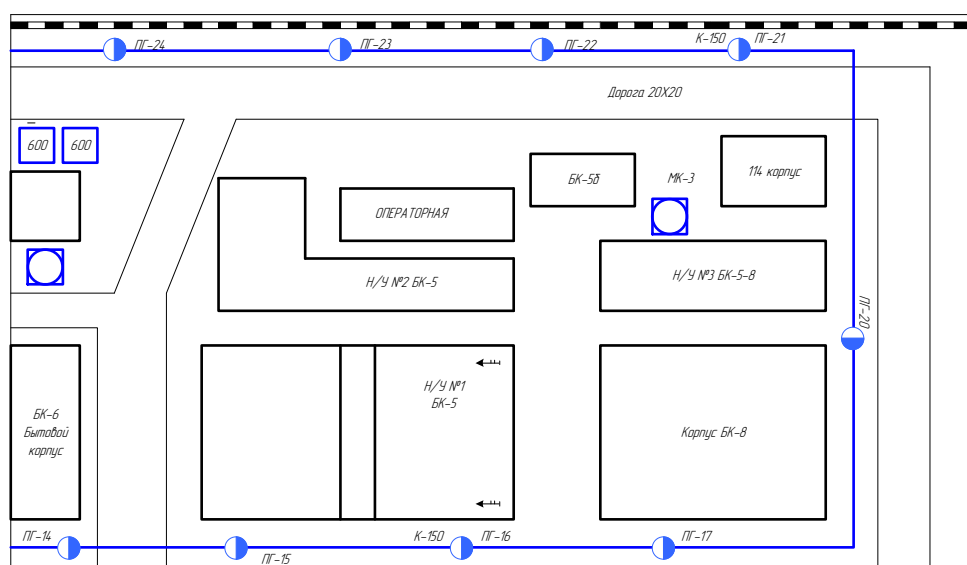 К-150 ПГ-21
ПГ-24
ПГ-23
ПГ-22
Дорога 20Х20
600
600
БК-5б
МК-3
114 корпус
ОПЕРАТОРНАЯ
Н/У №2 БК-5
Н/У №3 БК-5-8
ПГ-20
Н/У №1
БК-5
БК-6
Бытовой
корпус
Корпус БК-8
ПГ-14
ПГ-15
К-150 ПГ-16
ПГ-17